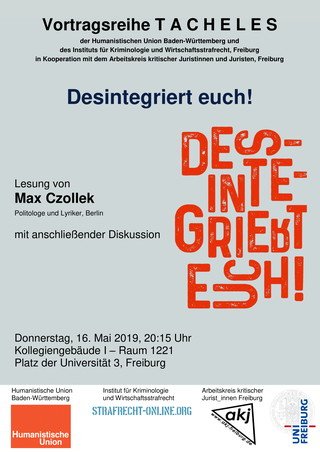 Vortragsreihe T A C H E L E S
der Humanistischen Union Baden-Württemberg und
des Instituts für Kriminologie und Wirtschaftsstrafrecht, Freiburg
in Kooperation mit dem Arbeitskreis kritischer Juristinnen und Juristen, Freiburg
Desintegriert euch!
DES-
INTE-
GRIERT
EUCH!
Lesung von
Max Czollek
Politologe und Lyriker, Berlin
mit anschließender Diskussion
Donnerstag, 16. Mai 2019, 20:15 Uhr
Kollegiengebäude I – Raum 1221
Platz der Universität 3, Freiburg
Humanistische Union
Baden-Württemberg
Institut für Kriminologie
und Wirtschaftsstrafrecht
Arbeitskreis kritischer
Jurist_innen Freiburg
STRAFRECHT-ONLINE.ORG
Humanistische
Union
akj
UNI
FREIBURG